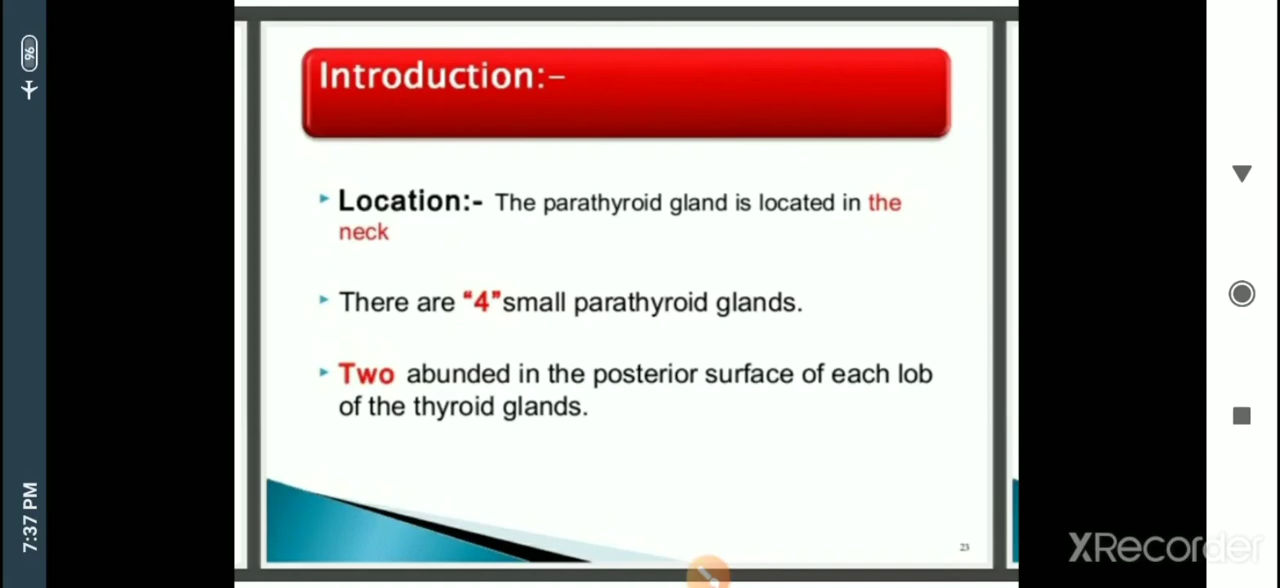 Introduction:–
Location:- The parathyroid gland is located in the
neck
There are “4”small parathyroid glands.
Two abunded in the posterior surface of each lob
of the thyroid glands.
23
XRecorder
7:37 PM
96